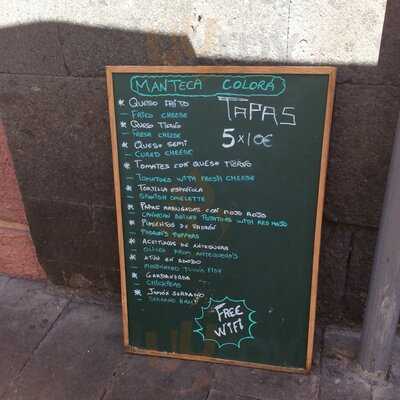 MANTECA COLORÁ
TAPAS
5x10€
* QUESO FRITO
- FRIED CHEESE
* QUESO TIERNO
- FRESH CHEESE
* QUESO SEMI
- CURED CHEESE
* TOMATES CON QUESO TIERNO
- TOMATOES WITH FRESH CHEESE
* TORTILLA ESPAÑOLA
- SPANISH OMELETTE
* PAPAS ARRUGADAS CON MOJO ROJO
- CANARIAN BOILED POTATOES WITH RED MOJO
* PIMIENTOS DE PADRÓN
- PADRON'S PEPPERS
* ACEITUNAS DE ANTEQUERA
- OLIVES FROM ANTEQUERA'S
* ATÚN EN ADOBO
- MARINATED TUNA FISH
* GARBANZADA
- CHICKPEAS
* JAMÓN SERRANO
- SERRANO HAM
FREE
WIFI